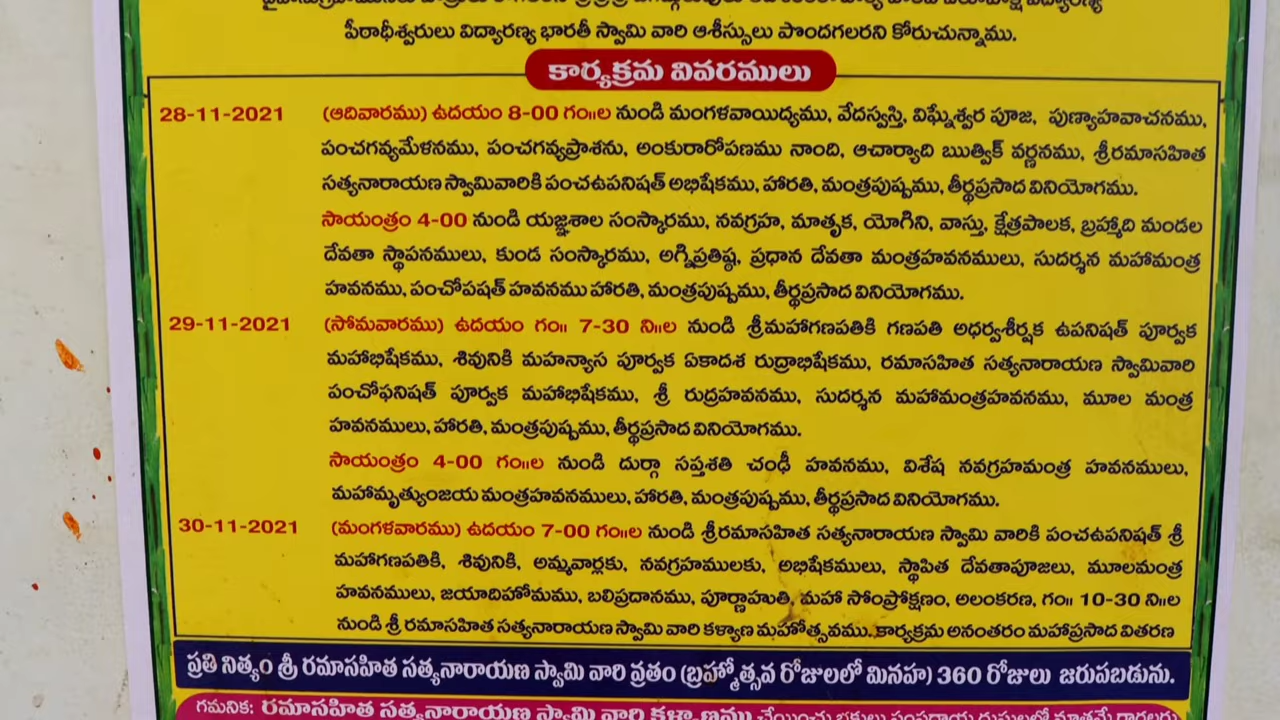 పీఠాధీశ్వరులు విద్యారణ్య భారతీ స్వామి వారి ఆశీస్సులు పొందగలరని కోరుచున్నాము.
కార్యక్రమ వివరములు
28-11-2021 (ఆదివారము) ఉదయం 8-00 గం॥ల నుండి మంగళవాయిద్యము, వేదస్వస్తి, విఘ్నేశ్వర పూజ, పుణ్యాహవాచనము,
పంచగవ్యమేళనము, పంచగవ్యప్రాశను, అంకురారోపణము నాంది, ఆచార్యాది ఋత్విక్ వర్ణనము, శ్రీరమాసహిత
సత్యనారాయణ స్వామివారికి పంచఉపనిషత్ అభిషేకము, హారతి, మంత్రపుష్పము, తీర్థప్రసాద వినియోగము.
సాయంత్రం 4-00 నుండి యజ్ఞశాల సంస్కారము, నవగ్రహ, మాతృక, యోగిని, వాస్తు, క్షేత్రపాలక, బ్రహ్మాది మండల
దేవతా స్థాపనములు, కుండ సంస్కారము, అగ్నిప్రతిష్ఠ, ప్రధాన దేవతా మంత్రహవనములు, సుదర్శన మహామంత్ర
హవనము, పంచోపషత్ హవనము హారతి, మంత్రపుష్పము, తీర్థప్రసాద వినియోగము.
29-11-2021 (సోమవారము) ఉదయం గం॥ 7-30 ని॥ల నుండి శ్రీమహాగణపతికి గణపతి అధర్వశీర్షక ఉపనిషత్ పూర్వక
మహాభిషేకము, శివునికి మహన్యాస పూర్వక ఏకాదశ రుద్రాభిషేకము, రమాసహిత సత్యనారాయణ స్వామివారి
పంచోఫనిషత్ పూర్వక మహాభిషేకము, శ్రీ రుద్రహవనము, సుదర్శన మహామంత్రహవనము, మూల మంత్ర
హవనములు, హారతి, మంత్రపుష్పము, తీర్థప్రసాద వినియోగము.
సాయంత్రం 4-00 గం॥ల నుండి దుర్గా సప్తశతి చండీ హవనము, విశేష నవగ్రహమంత్ర హవనములు,
మహామృత్యుంజయ మంత్రహవనములు, హారతి, మంత్రపుష్పము, తీర్థప్రసాద వినియోగము.
30-11-2021 (మంగళవారము) ఉదయం 7-00 గం॥ల నుండి శ్రీరమాసహిత సత్యనారాయణ స్వామి వారికి పంచఉపనిషత్ శ్రీ
మహాగణపతికి, శివునికి, అమ్మవార్లకు, నవగ్రహములకు, అభిషేకములు, స్థాపిత దేవతాపూజలు, మూలమంత్ర
హవనములు, జయాదిహోమము, బలిప్రదానము, పూర్ణాహుతి, మహా సోంప్రోక్షణం, అలంకరణ, గం॥ 10-30 ని॥ల
నుండి శ్రీ రమాసహిత సత్యనారాయణ స్వామి వారి కళ్యాణ మహోత్సవము. కార్యక్రమ అనంతరం మహాప్రసాద వితరణ
ప్రతి నిత్యం శ్రీ రమాసహిత సత్యనారాయణ స్వామి వారి వ్రతం (బ్రహ్మోత్సవ రోజులలో మినహ) 360 రోజులు జరుపబడును.
గమనిక: రమాసహిత సత్యనారాయణ స్వామి వారి కళ్యాణము